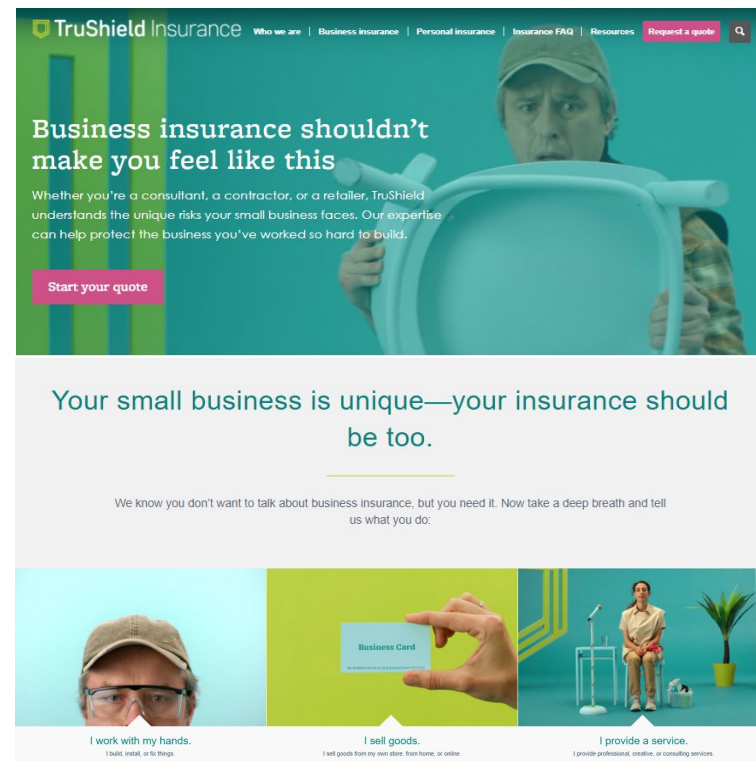 TruShield Insurance
Who we are | Business insurance | Personal insurance | Insurance FAQ | Resources Request a quote
Business insurance shouldn't
make you feel like this
Whether you're a consultant, a contractor, or a retailer, TruShield
understands the unique risks your small business faces. Our expertise
can help protect the business you've worked so hard to build.
Start your quote
Your small business is unique—your insurance should
be too.
We know you don't want to talk about business insurance, but you need it. Now take a deep breath and tell
us what you do:
Business Card
I work with my hands.
I build, install, or fix things.
I sell goods.
I sell goods from my own store, from home, or online.
I provide a service.
I provide professional, creative, or consulting services.